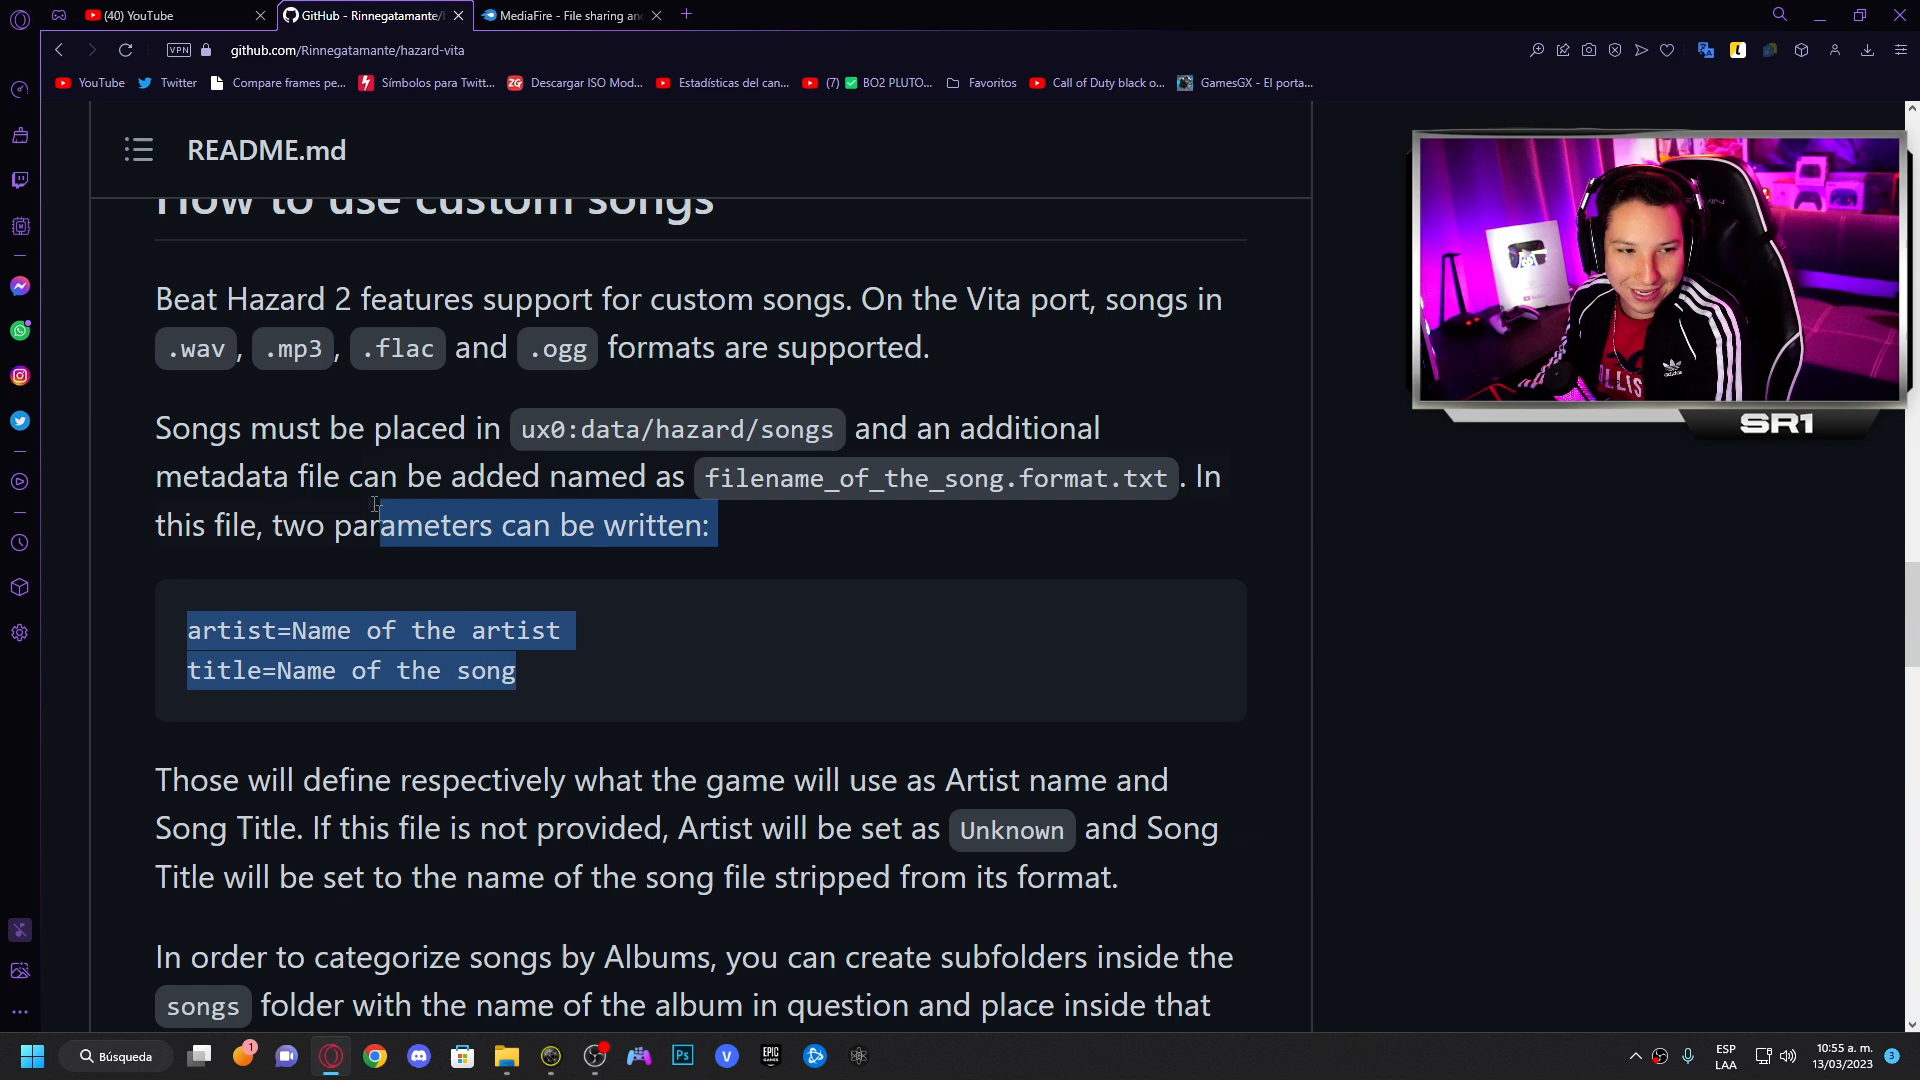 (40) YouTube
GitHub - Rinnegatamante/
MediaFire - File sharing an
VPN
github.com/Rinnegatamante/hazard-vita
YouTube
Twitter
Compare frames pe...
Símbolos para Twitt...
Descargar ISO Mod...
Estadísticas del can...
(7) BO2 PLUTO...
Favoritos
Call of Duty black o...
GamesGX - El porta...
README.md
How to use custom songs
Beat Hazard 2 features support for custom songs. On the Vita port, songs in
.wav, .mp3, .flac and .ogg formats are supported.
Songs must be placed in ux0:data/hazard/songs and an additional
metadata file can be added named as filename_of_the_song.format.txt. In
this file, two parameters can be written:
artist=Name of the artist
title=Name of the song
Those will define respectively what the game will use as Artist name and
Song Title. If this file is not provided, Artist will be set as Unknown and Song
Title will be set to the name of the song file stripped from its format.
In order to categorize songs by Albums, you can create subfolders inside the
songs folder with the name of the album in question and place inside that
SR1
Búsqueda
1
Ps
V
EPIC
GAMES
ESP
LAA
10:55 a. m.
13/03/2023
3